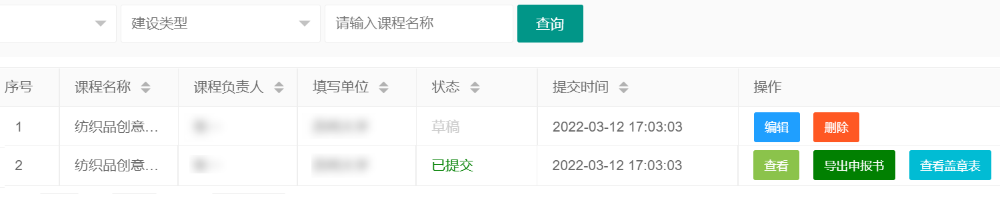 建设类型 请输入课程名称 查询
序号 课程名称 课程负责人 填写单位 状态 提交时间 操作
1 纺织品创意... 草稿 2022-03-12 17:03:03 编辑 删除
2 纺织品创意... 已提交 2022-03-12 17:03:03 查看 导出申报书 查看盖章表